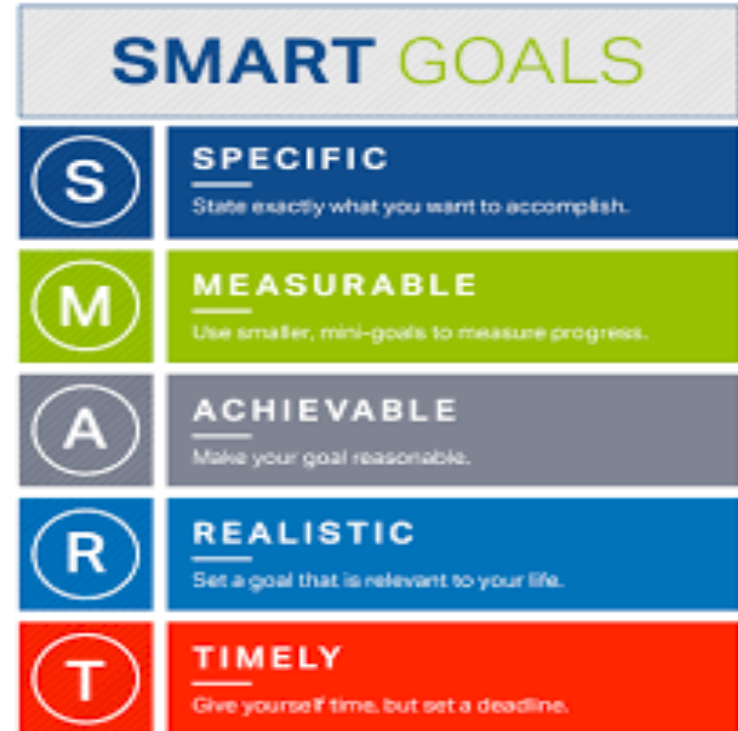 SMART GOALS
S
SPECIFIC
State exactly what you want to accomplish.
M
MEASURABLE
Use smaller, mini-goals to measure progress.
A
ACHIEVABLE
Make your goal reasonable.
R
REALISTIC
Set a goal that is relevant to your life.
T
TIMELY
Give yourself time, but set a deadline.